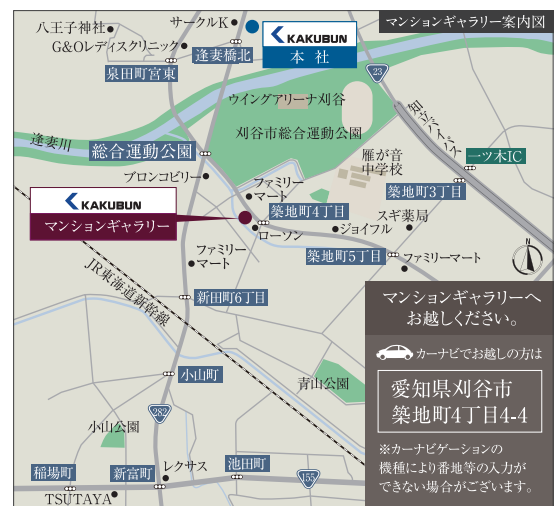 マンションギャラリー案内図
八王子神社
サークルK
G&Oレディスクリニック
逢妻橋北
KAKUBUN
本社
泉田町宮東
23
ウイングアリーナ刈谷
刈谷市総合運動公園
知立バイパス
逢妻川
総合運動公園
雁が音
中学校
一ツ木IC
ブロンコビリー
ファミリー
マート
築地町3丁目
KAKUBUN
マンションギャラリー
築地町4丁目
ローソン
ジョイフル
スギ薬局
ファミリー
マート
築地町5丁目
ファミリーマート
N
JR東海道新幹線
新田町6丁目
マンションギャラリーへ
お越しください。
カーナビでお越しの方は
愛知県刈谷市
築地町4丁目4-4
※カーナビゲーションの
機種により番地等の入力が
できない場合がございます。
小山町
青山公園
282
小山公園
稲場町
新富町
レクサス
池田町
155
TSUTAYA